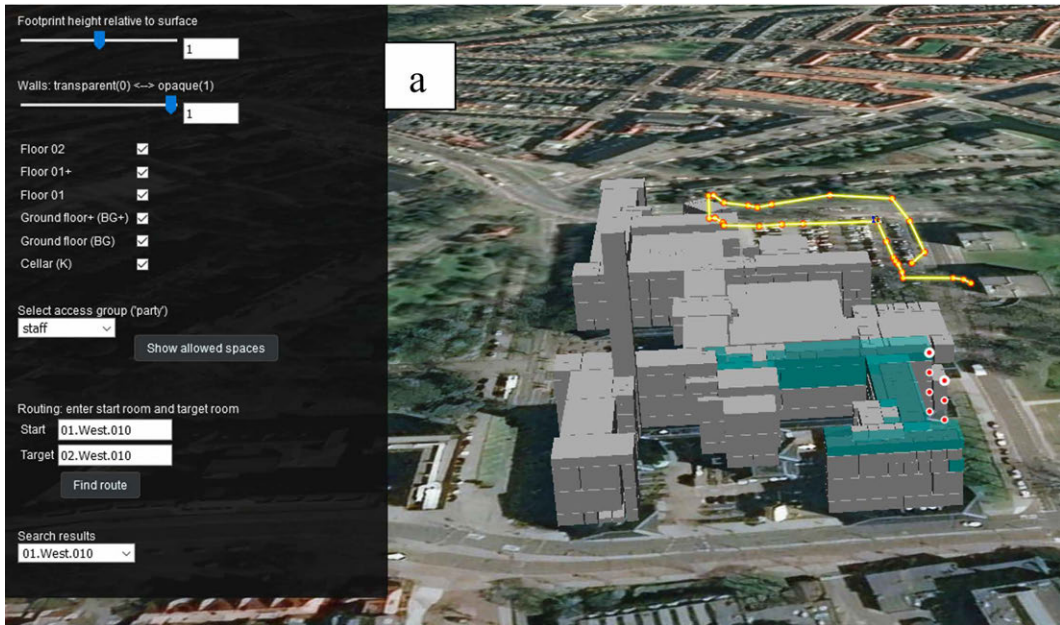 Footprint height relative to surface
1
Walls: transparent(0) <--> opaque(1)
1
Floor 02
Floor 01+
Floor 01
Ground floor+ (BG+)
Ground floor (BG)
Cellar (K)
Select access group ('party')
staff
Show allowed spaces
Routing: enter start room and target room
Start 01.West.010
Target 02.West.010
Find route
Search results
01.West.010
a